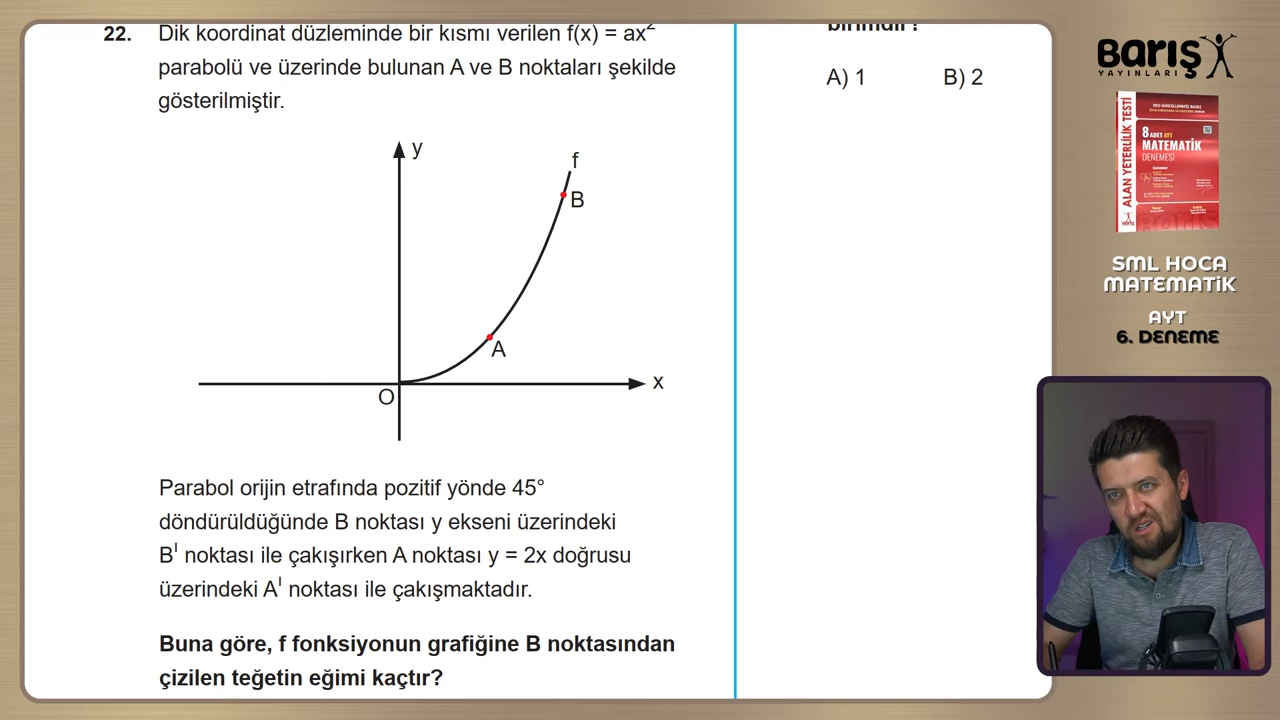 22. Dik koordinat düzleminde bir kısmı verilen f(x) = ax²
parabolü ve üzerinde bulunan A ve B noktaları şekilde
gösterilmiştir.
y
f
B
A
x
O
Parabol orijin etrafında pozitif yönde 45°
döndürüldüğünde B noktası y ekseni üzerindeki
Bᴵ noktası ile çakışırken A noktası y = 2x doğrusu
üzerindeki Aᴵ noktası ile çakışmaktadır.
Buna göre, f fonksiyonun grafiğine B noktasından
çizilen teğetin eğimi kaçtır?
A) 1 B) 2
BARIŞ
YAYINLARI
ALAN YETERLİLİK TESTİ
8 ADET AYT
MATEMATİK
DENEMESİ
SML HOCA
MATEMATİK
AYT
6. DENEME